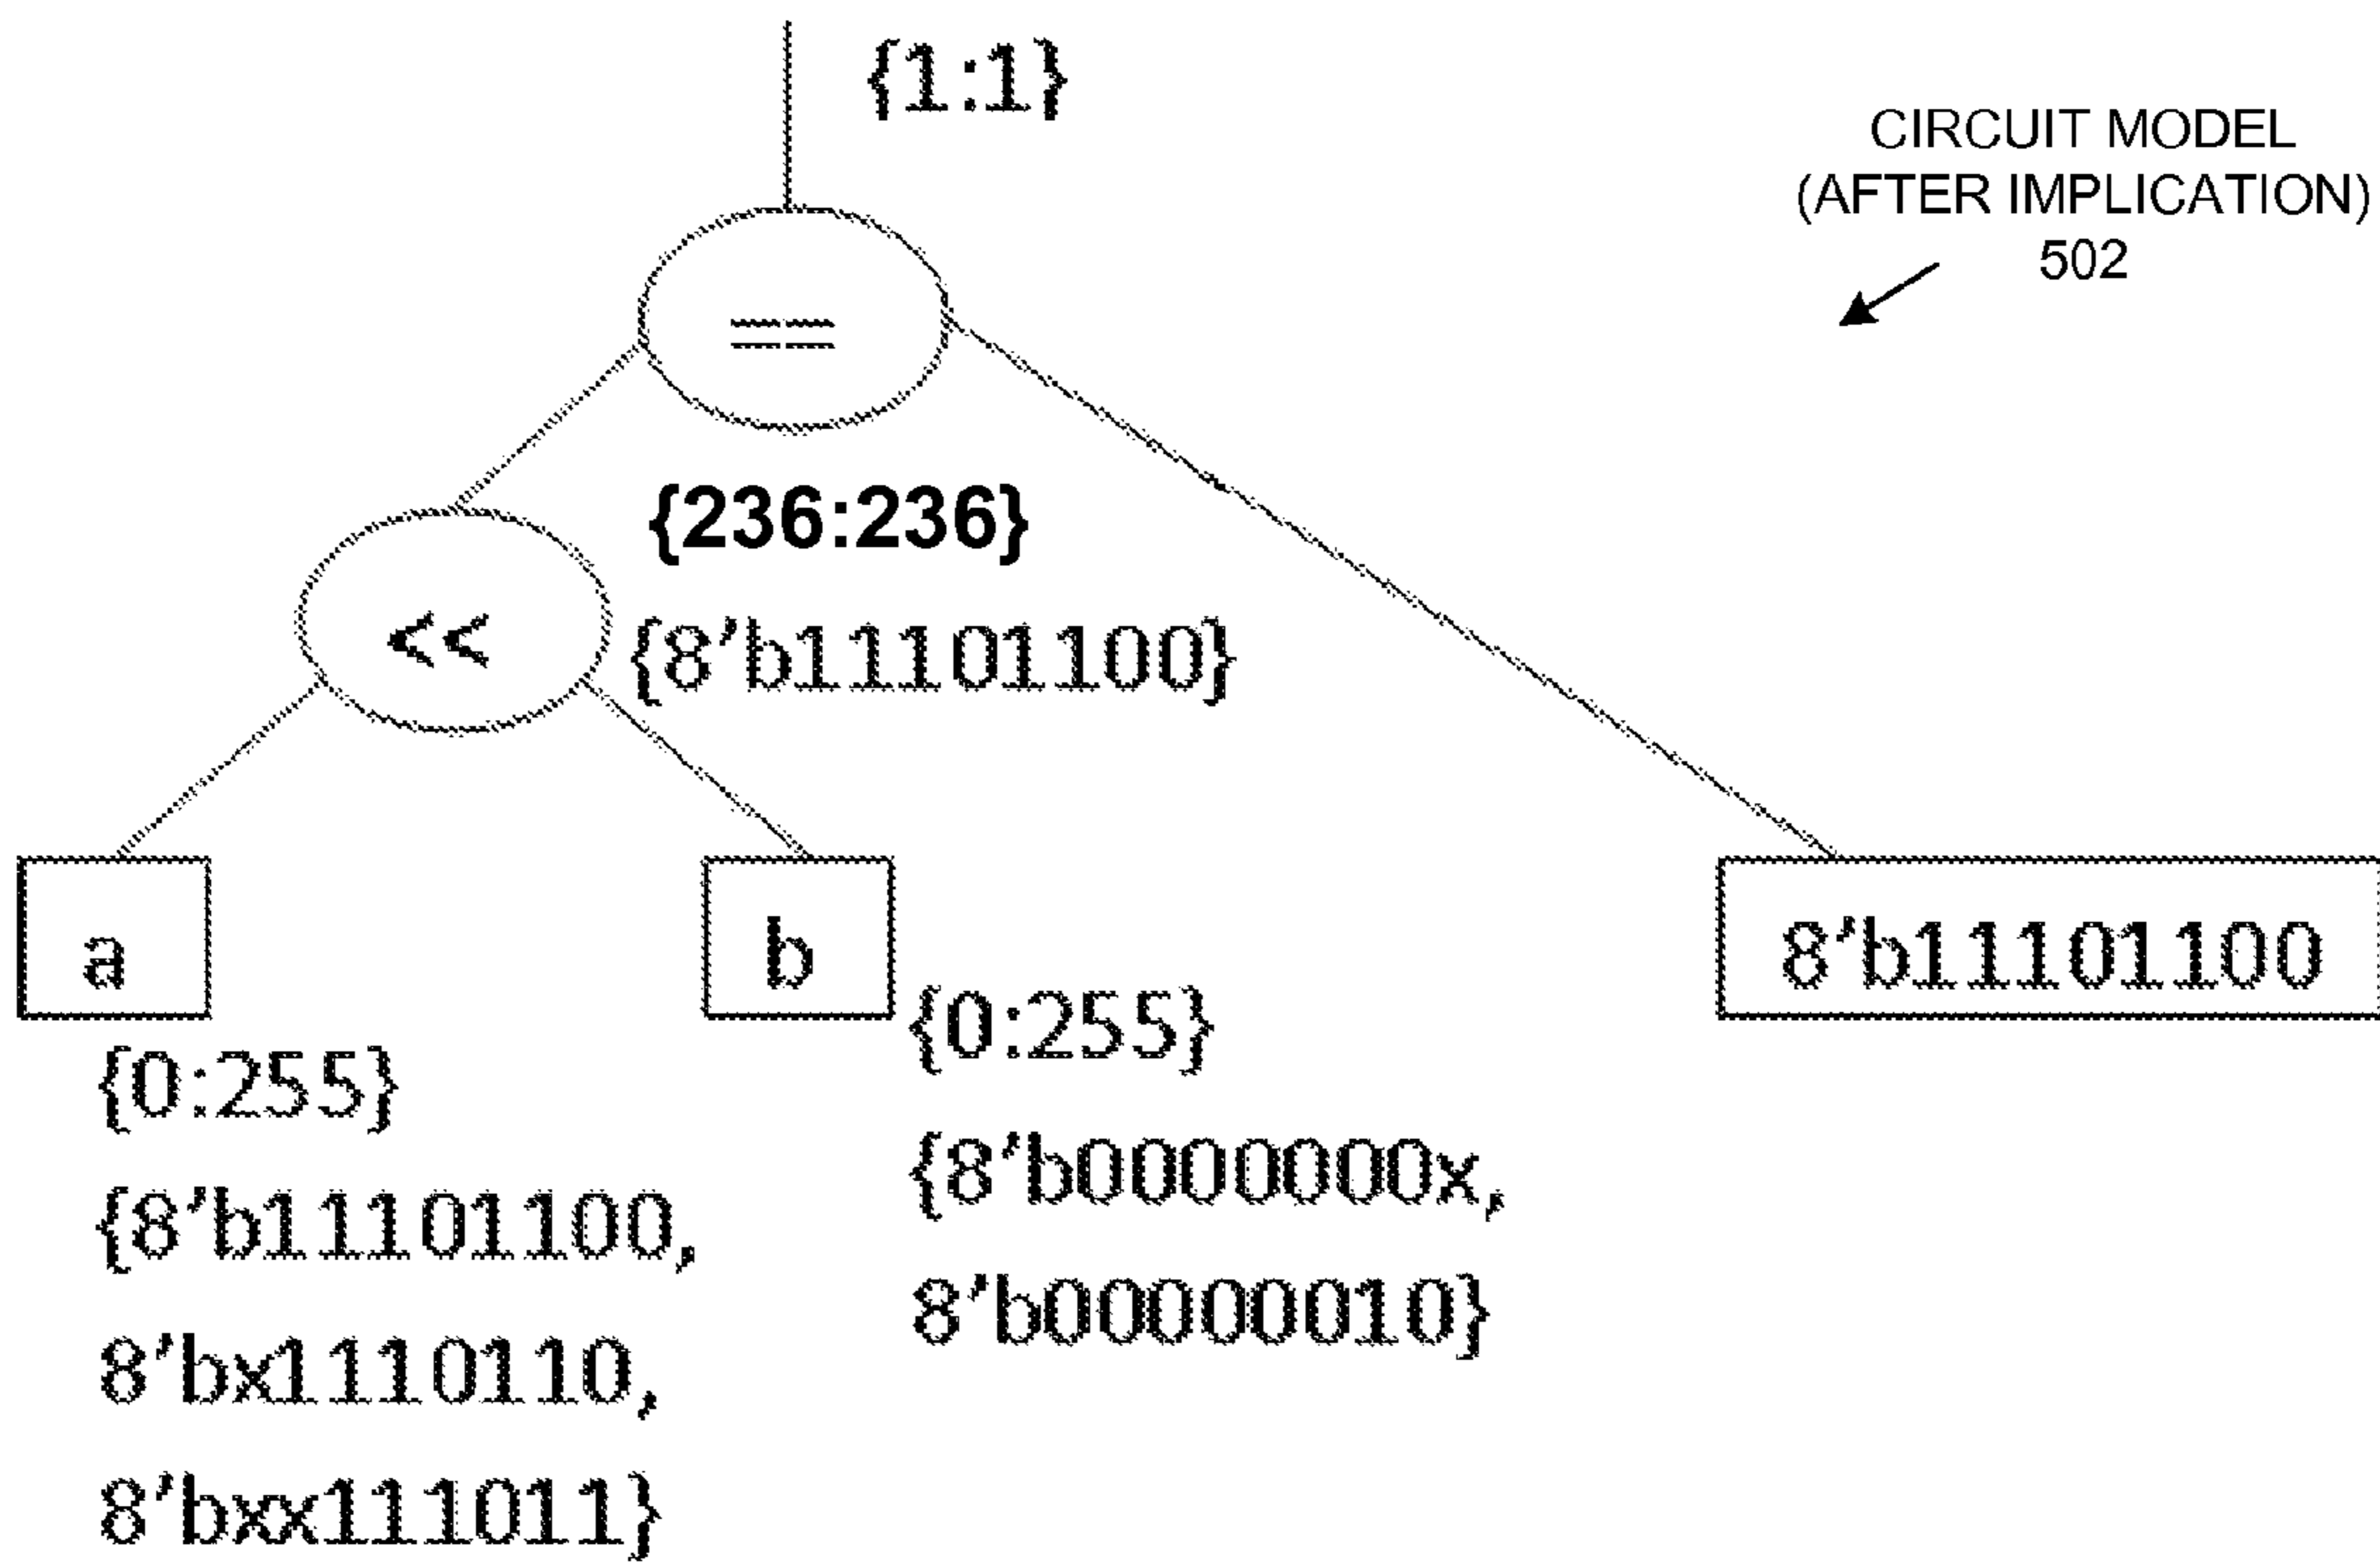 {1:1}
CIRCUIT MODEL
(AFTER IMPLICATION)
502
==
{236:236}
<<
{8'b11101100}
a
b
8'b11101100
{0:255}
{8'b0000000x,
8'b00000010}
{0:255}
{8'b11101100,
8'bx1110110,
8'bxx111011}